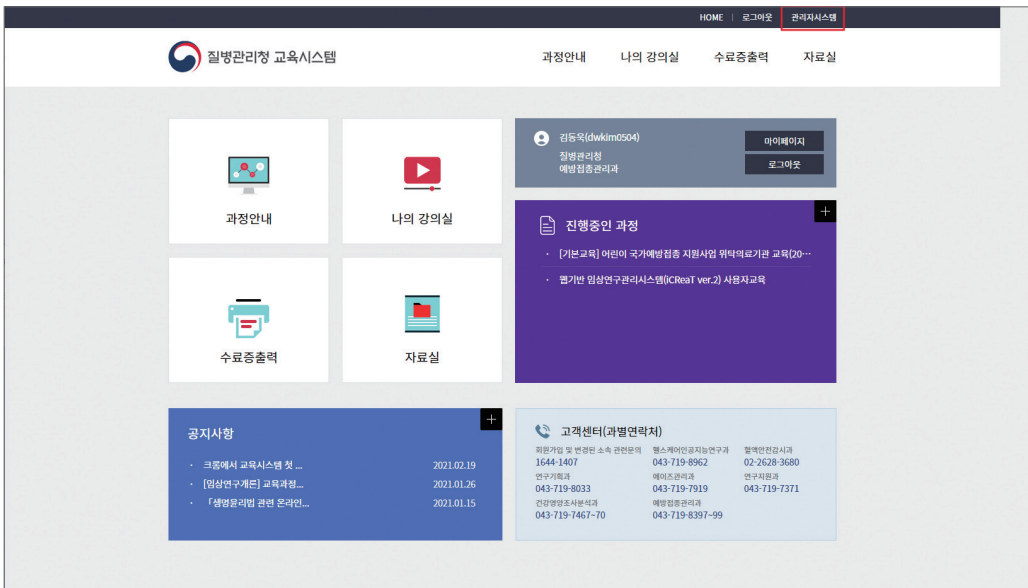 HOME | 로그아웃 관리자시스템
질병관리청 교육시스템
과정안내 나의 강의실 수료증출력 자료실
과정안내
나의 강의실
수료증출력
자료실
김동욱(dwkim0504)
질병관리청
예방접종관리과
마이페이지
로그아웃
진행중인 과정
· [기본교육] 어린이 국가예방접종 지원사업 위탁의료기관 교육(20…
· 웹기반 임상연구관리시스템(iCReaT ver.2) 사용자교육
공지사항
· 크롬에서 교육시스템 첫 ... 2021.02.19
· [임상연구개론] 교육과정... 2021.01.26
· 「생명윤리법 관련 온라인... 2021.01.15
고객센터(과별연락처)
회원가입 및 변경된 소속 관련문의 헬스케어인공지능연구과 혈액안전감시과
1644-1407 043-719-8962 02-2628-3680
연구기획과 에이즈관리과 연구지원과
043-719-8033 043-719-7919 043-719-7371
건강영양조사분석과 예방접종관리과
043-719-7467~70 043-719-8397~99